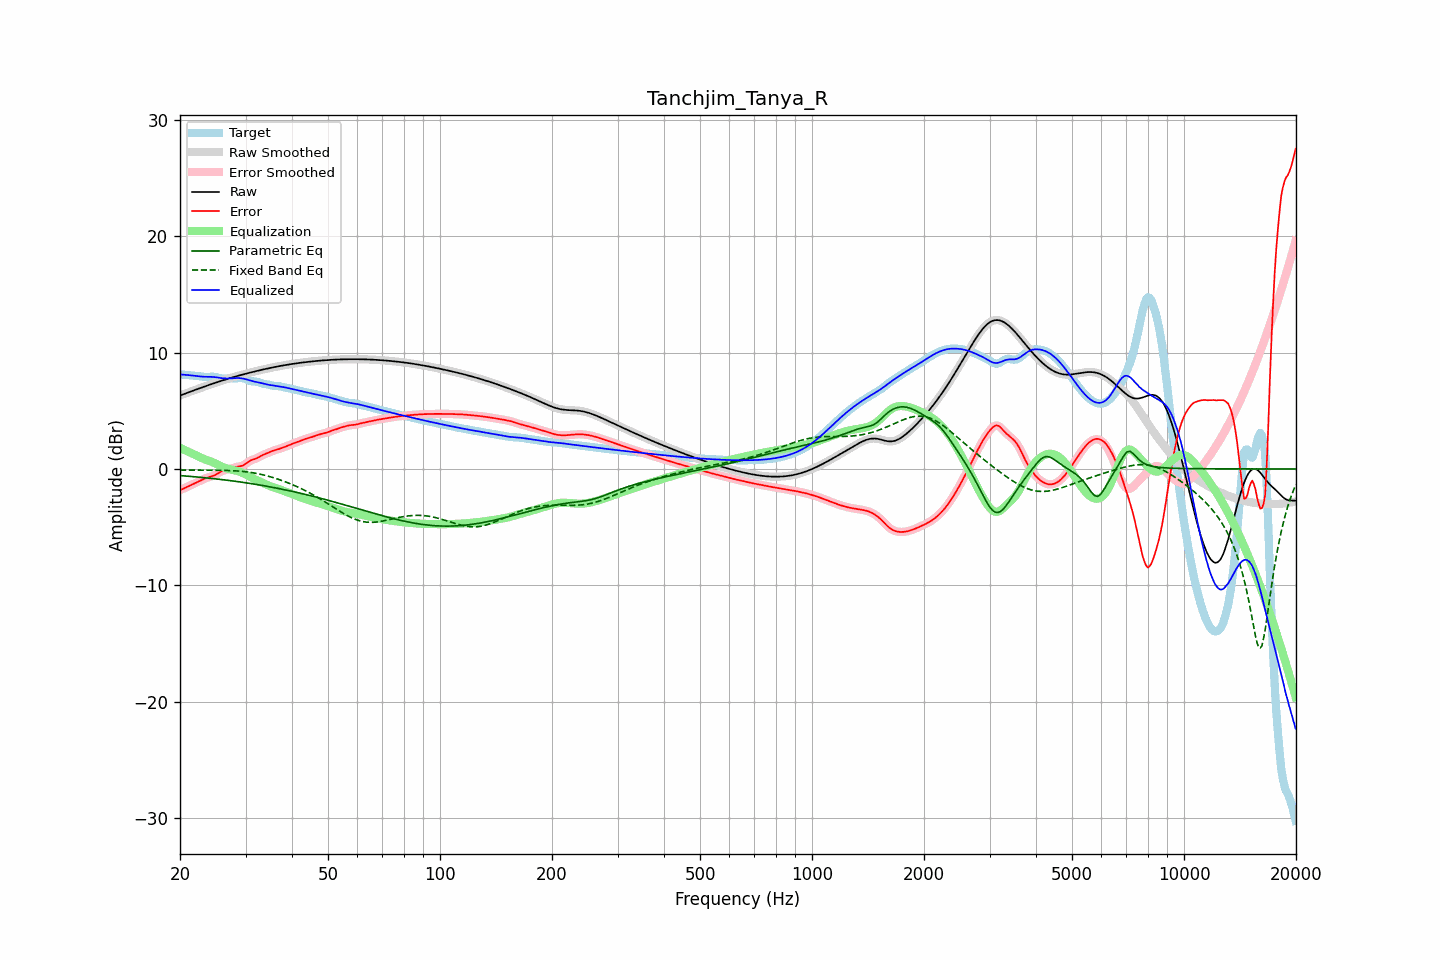 Tanchjim_Tanya_R
30
20
10
0
−10
−20
−30
Amplitude (dBr)
Target
Raw Smoothed
Error Smoothed
Raw
Error
Equalization
Parametric Eq
Fixed Band Eq
Equalized
20 50 100 200 500 1000 2000 5000 10000 20000
Frequency (Hz)